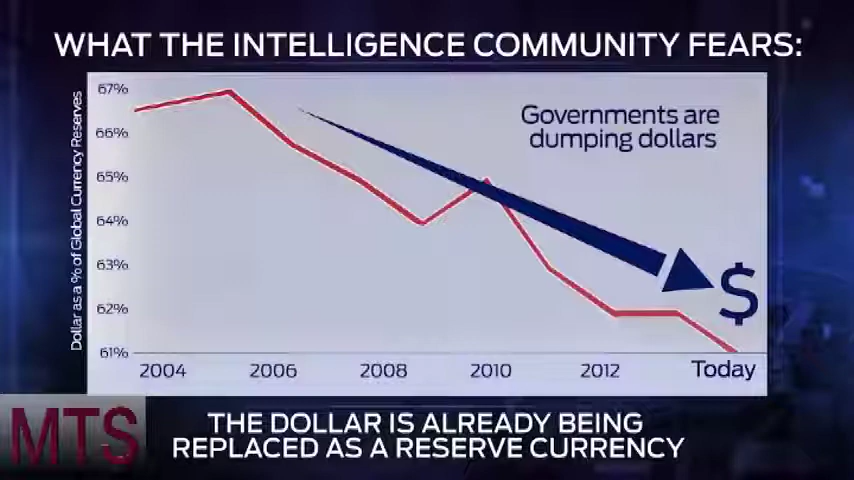 WHAT THE INTELLIGENCE COMMUNITY FEARS:
Dollar as a % of Global Currency Reserves
67%
66%
65%
64%
63%
62%
61%
Governments are
dumping dollars
$
2004 2006 2008 2010 2012 Today
MTS
THE DOLLAR IS ALREADY BEING
REPLACED AS A RESERVE CURRENCY